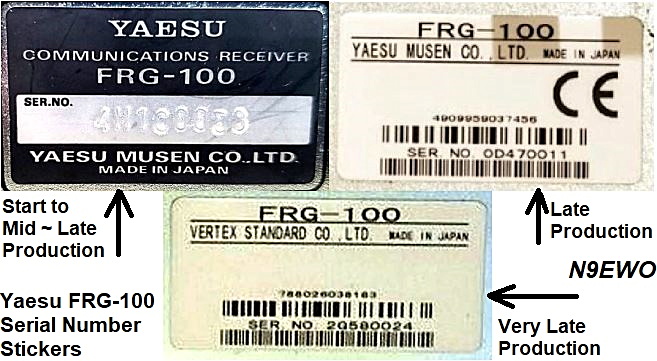 YAESU
COMMUNICATIONS RECEIVER
FRG-100
SER.NO.
4N130033
YAESU MUSEN CO.,LTD.
MADE IN JAPAN
FRG-100
YAESU MUSEN CO.,LTD. MADE IN JAPAN
CE
4909959037456
SER. NO. 0D470011
Start to
Mid ~ Late
Production
Late
Production
N9EWO
FRG-100
VERTEX STANDARD CO.,LTD. MADE IN JAPAN
788026038183
SER. NO. 2G580024
Yaesu FRG-100
Serial Number
Stickers
Very Late
Production